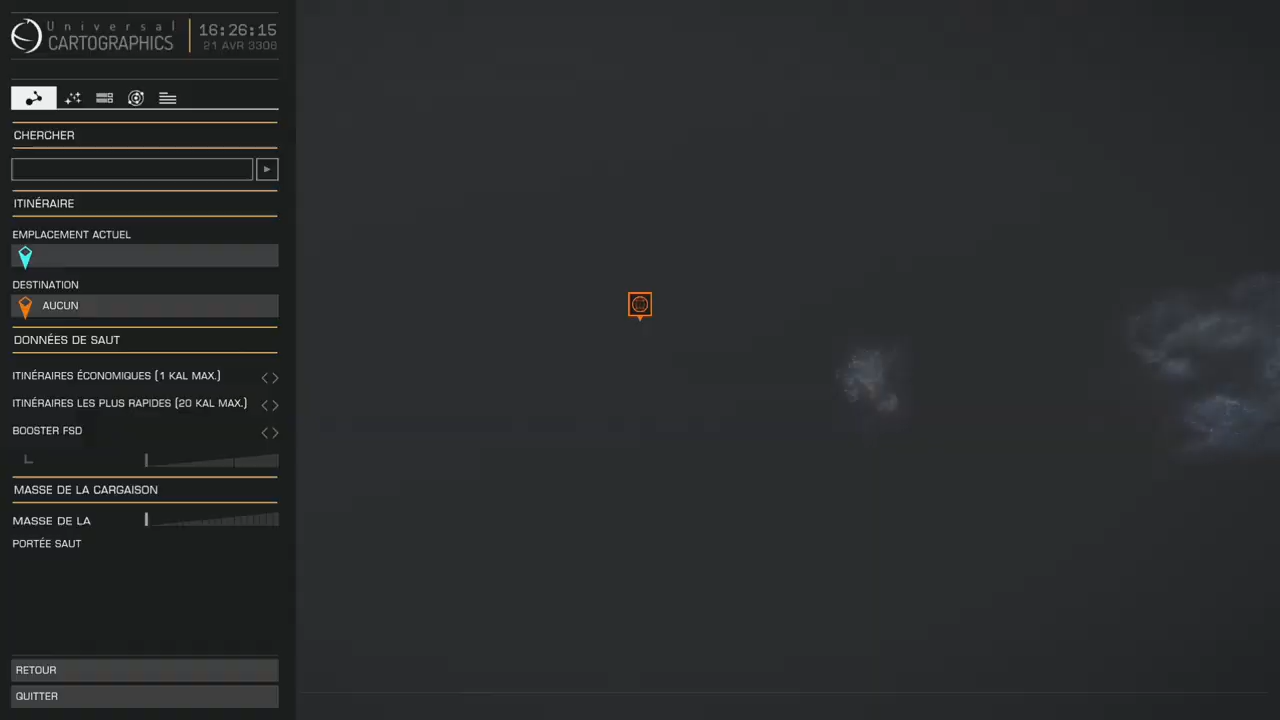 Universal
CARTOGRAPHICS
16:26:15
21 AVR 3306
CHERCHER
ITINÉRAIRE
EMPLACEMENT ACTUEL
DESTINATION
AUCUN
DONNÉES DE SAUT
ITINÉRAIRES ÉCONOMIQUES (1 KAL MAX.)
ITINÉRAIRES LES PLUS RAPIDES (20 KAL MAX.)
BOOSTER FSD
MASSE DE LA CARGAISON
MASSE DE LA
PORTÉE SAUT
RETOUR
QUITTER